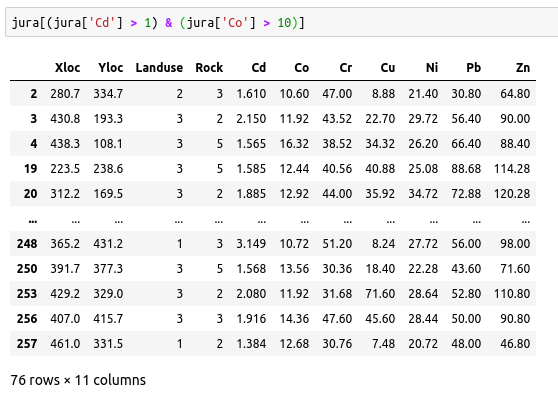 jura[(jura['Cd'] > 1) & (jura['Co'] > 10)]
Xloc Yloc Landuse Rock Cd Co Cr Cu Ni Pb Zn
2 280.7 334.7 2 3 1.610 10.60 47.00 8.88 21.40 30.80 64.80
3 430.8 193.3 3 2 2.150 11.92 43.52 22.70 29.72 56.40 90.00
4 438.3 108.1 3 5 1.565 16.32 38.52 34.32 26.20 66.40 88.40
19 223.5 238.6 3 5 1.585 12.44 40.56 40.88 25.08 88.68 114.28
20 312.2 169.5 3 2 1.885 12.92 44.00 35.92 34.72 72.88 120.28
... ... ... ... ... ... ... ... ... ... ... ...
248 365.2 431.2 1 3 3.149 10.72 51.20 8.24 27.72 56.00 98.00
250 391.7 377.3 3 5 1.568 13.56 30.36 18.40 22.28 43.60 71.60
253 429.2 329.0 3 2 2.080 11.92 31.68 71.60 28.64 52.80 110.80
256 407.0 415.7 3 3 1.916 14.36 47.60 45.60 28.44 50.00 90.80
257 461.0 331.5 1 2 1.384 12.68 30.76 7.48 20.72 48.00 46.80
76 rows × 11 columns